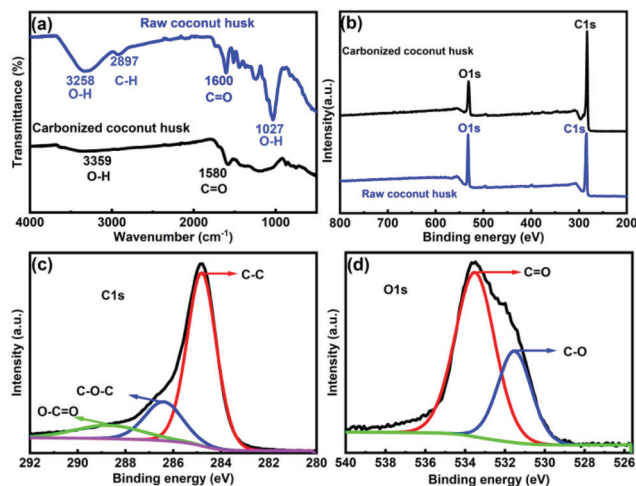 (a)
Raw coconut husk
3258
O-H
2897
C-H
1600
C=O
1027
O-H
Carbonized coconut husk
3359
O-H
1580
C=O
Transmittance (%)
4000 3000 2000 1000
Wavenumber (cm⁻¹)
(b)
C1s
Carbonized coconut husk
O1s
O1s
C1s
Raw coconut husk
Intensity(a.u.)
800 700 600 500 400 300 200
Binding energy (eV)
(c)
C1s
C-C
C-O-C
O-C=O
Intensity (a.u.)
292 290 288 286 284 282 280
Binding energy (eV)
(d)
O1s
C=O
C-O
Intensity (a.u.)
540 538 536 534 532 530 528 526
Binding energy (eV)